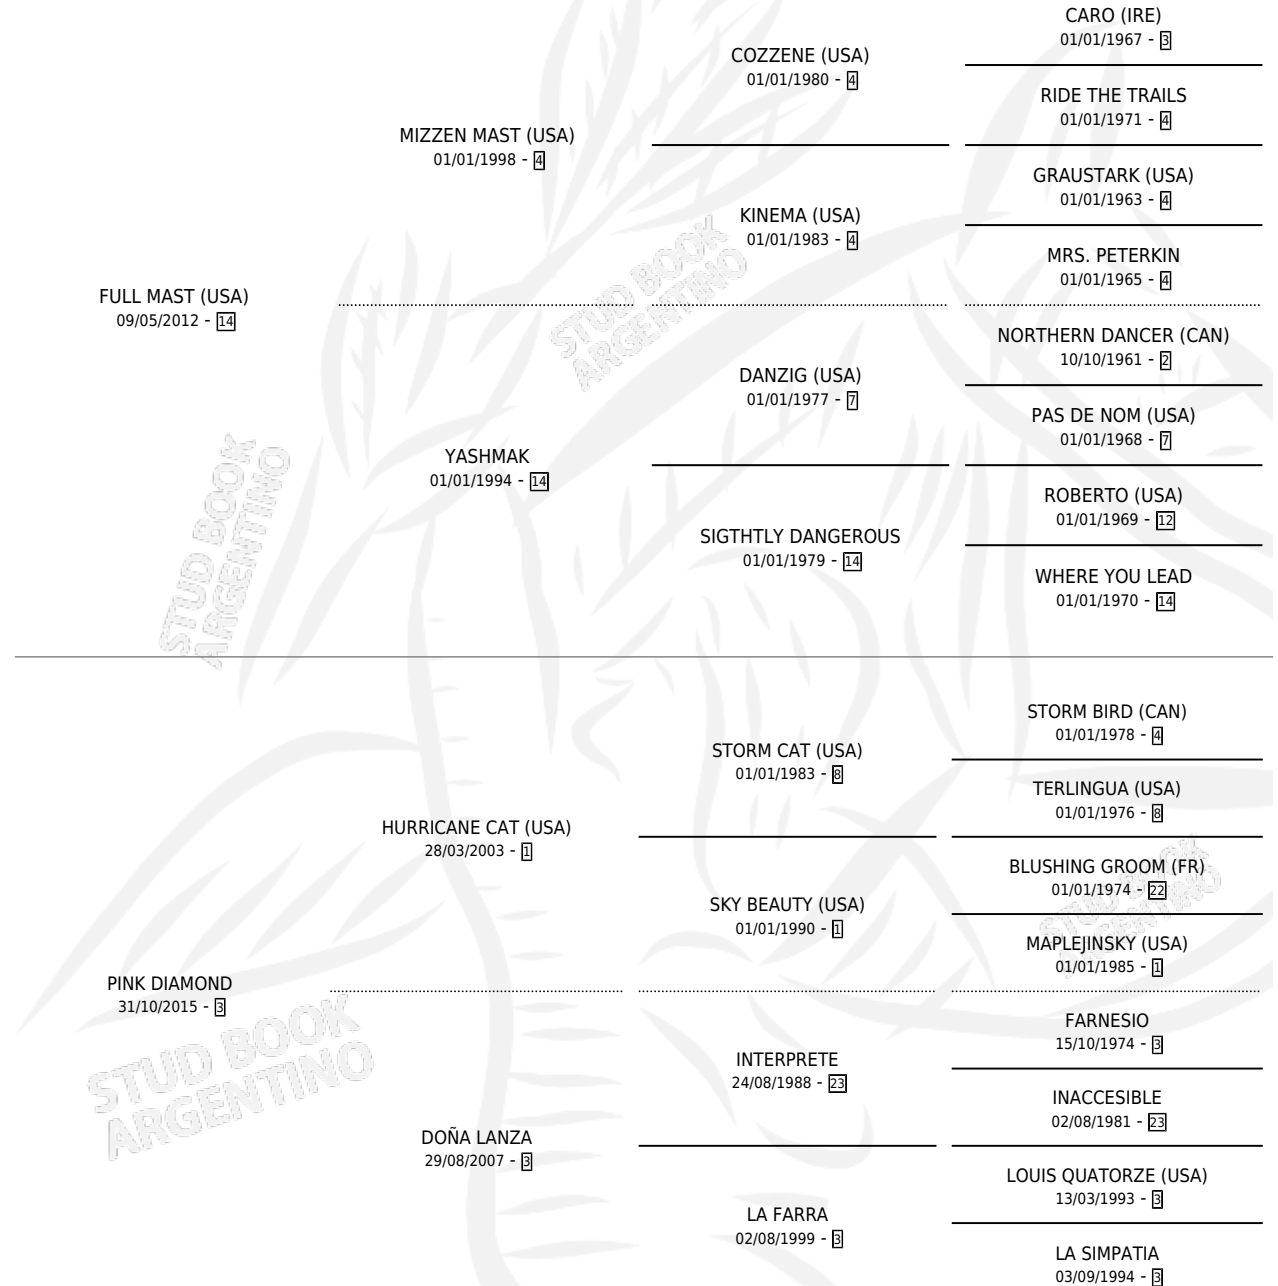 CARO (IRE)
01/01/1967 - 3
COZZENE (USA)
01/01/1980 - 4
RIDE THE TRAILS
01/01/1971 - 4
MIZZEN MAST (USA)
01/01/1998 - 4
GRAUSTARK (USA)
01/01/1963 - 4
KINEMA (USA)
01/01/1983 - 4
MRS. PETERKIN
01/01/1965 - 4
FULL MAST (USA)
09/05/2012 - 14
NORTHERN DANCER (CAN)
10/10/1961 - 2
DANZIG (USA)
01/01/1977 - 7
PAS DE NOM (USA)
01/01/1968 - 7
YASHMAK
01/01/1994 - 14
ROBERTO (USA)
01/01/1969 - 12
SIGTHTLY DANGEROUS
01/01/1979 - 14
WHERE YOU LEAD
01/01/1970 - 14
STORM BIRD (CAN)
01/01/1978 - 4
STORM CAT (USA)
01/01/1983 - 8
TERLINGUA (USA)
01/01/1976 - 8
HURRICANE CAT (USA)
28/03/2003 - 1
BLUSHING GROOM (FR)
01/01/1974 - 22
SKY BEAUTY (USA)
01/01/1990 - 1
MAPLEJINSKY (USA)
01/01/1985 - 1
PINK DIAMOND
31/10/2015 - 3
FARNESIO
15/10/1974 - 3
INTERPRETE
24/08/1988 - 23
INACCESIBLE
02/08/1981 - 23
DOÑA LANZA
29/08/2007 - 3
LOUIS QUATORZE (USA)
13/03/1993 - 3
LA FARRA
02/08/1999 - 3
LA SIMPATIA
03/09/1994 - 3
STUD BOOK
ARGENTINO
STUD BOOK
ARGENTINO
STUD BOOK
ARGENTINO
STUD BOOK
ARGENTINO